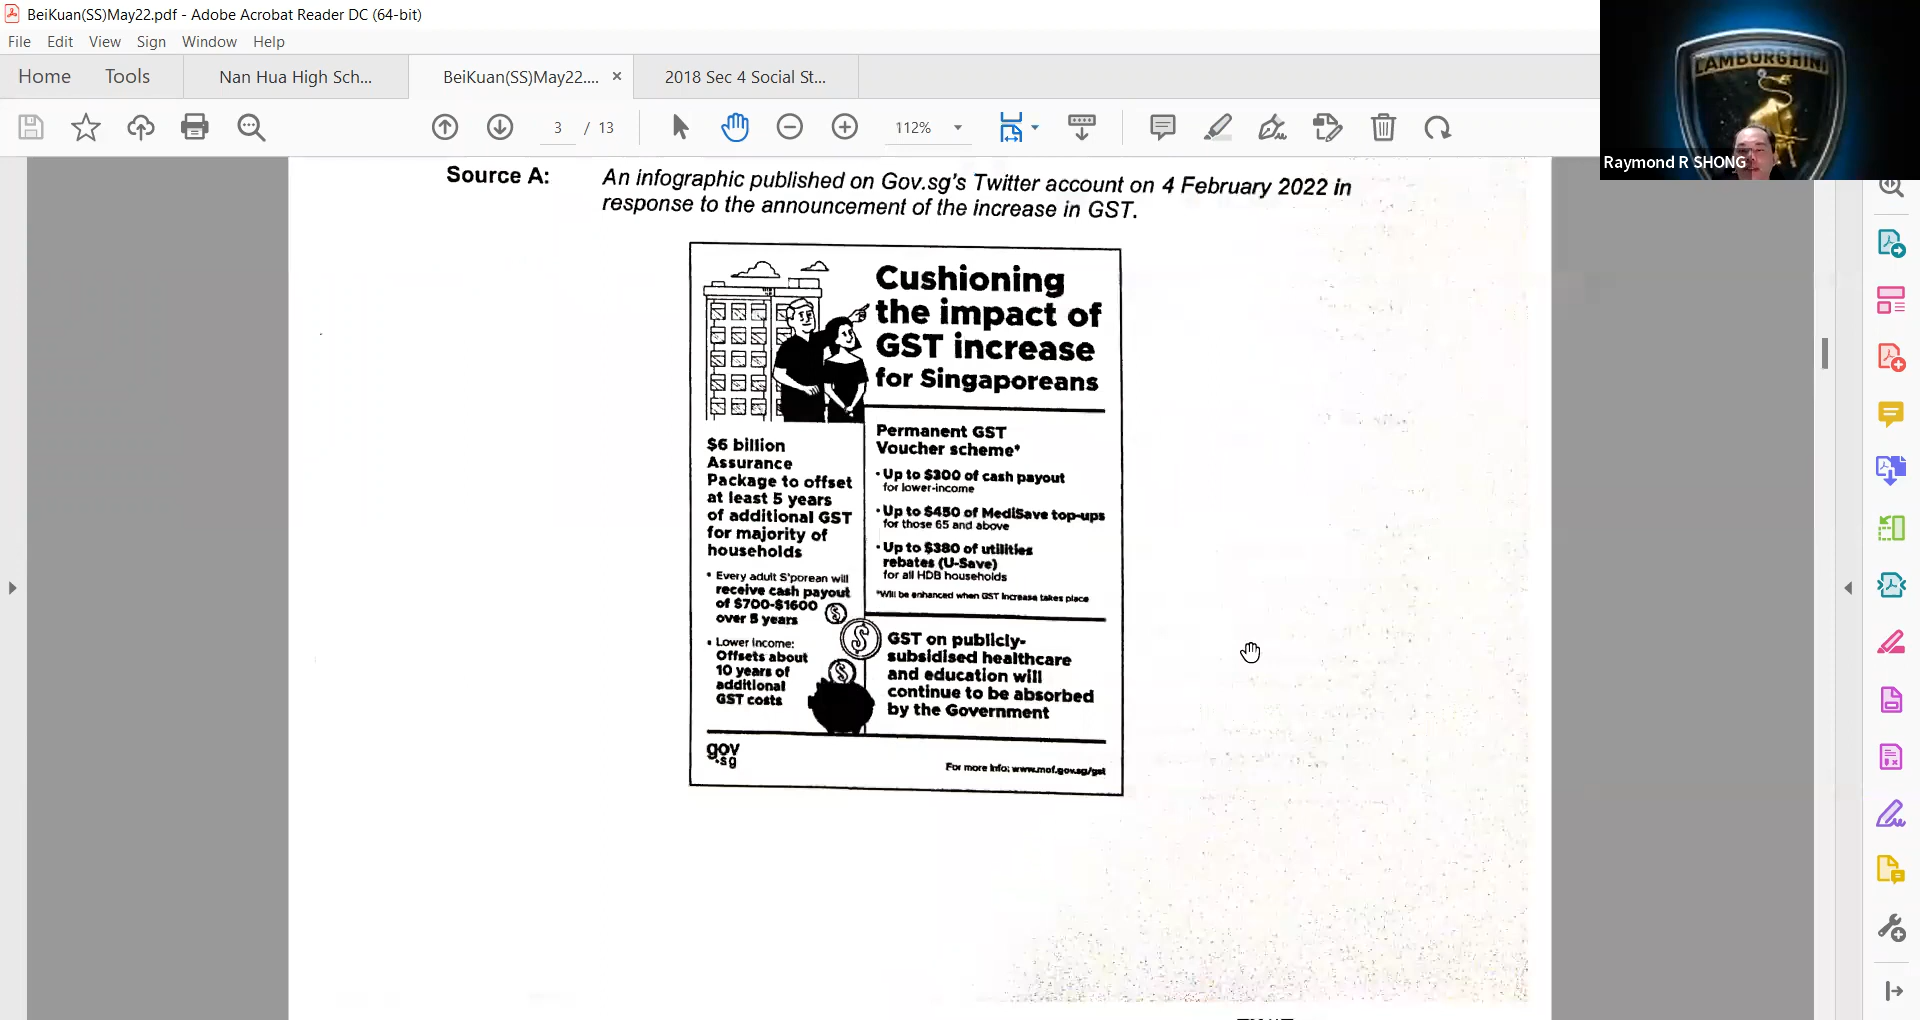 BeiKuan(SS)May22.pdf - Adobe Acrobat Reader DC (64-bit)
File Edit View Sign Window Help
Home Tools Nan Hua High Sch... BeiKuan(SS)May22.... × 2018 Sec 4 Social St...
3 / 13 112%
LAMBORGHINI
Raymond R SHONG
Source A: An infographic published on Gov.sg's Twitter account on 4 February 2022 in
response to the announcement of the increase in GST.
Cushioning
the impact of
GST increase
for Singaporeans
$6 billion
Assurance
Package to offset
at least 5 years
of additional GST
for majority of
households
• Every adult S'porean will
receive cash payout
of $700-$1600
over 5 years
• Lower income:
Offsets about
10 years of
additional
GST costs
Permanent GST
Voucher scheme*
• Up to $300 of cash payout
for lower-income
• Up to $450 of MediSave top-ups
for those 65 and above
• Up to $380 of utilities
rebates (U-Save)
for all HDB households
*Will be enhanced when GST increase takes place
GST on publicly-
subsidised healthcare
and education will
continue to be absorbed
by the Government
gov
.sg
For more info: www.mof.gov.sg/gst